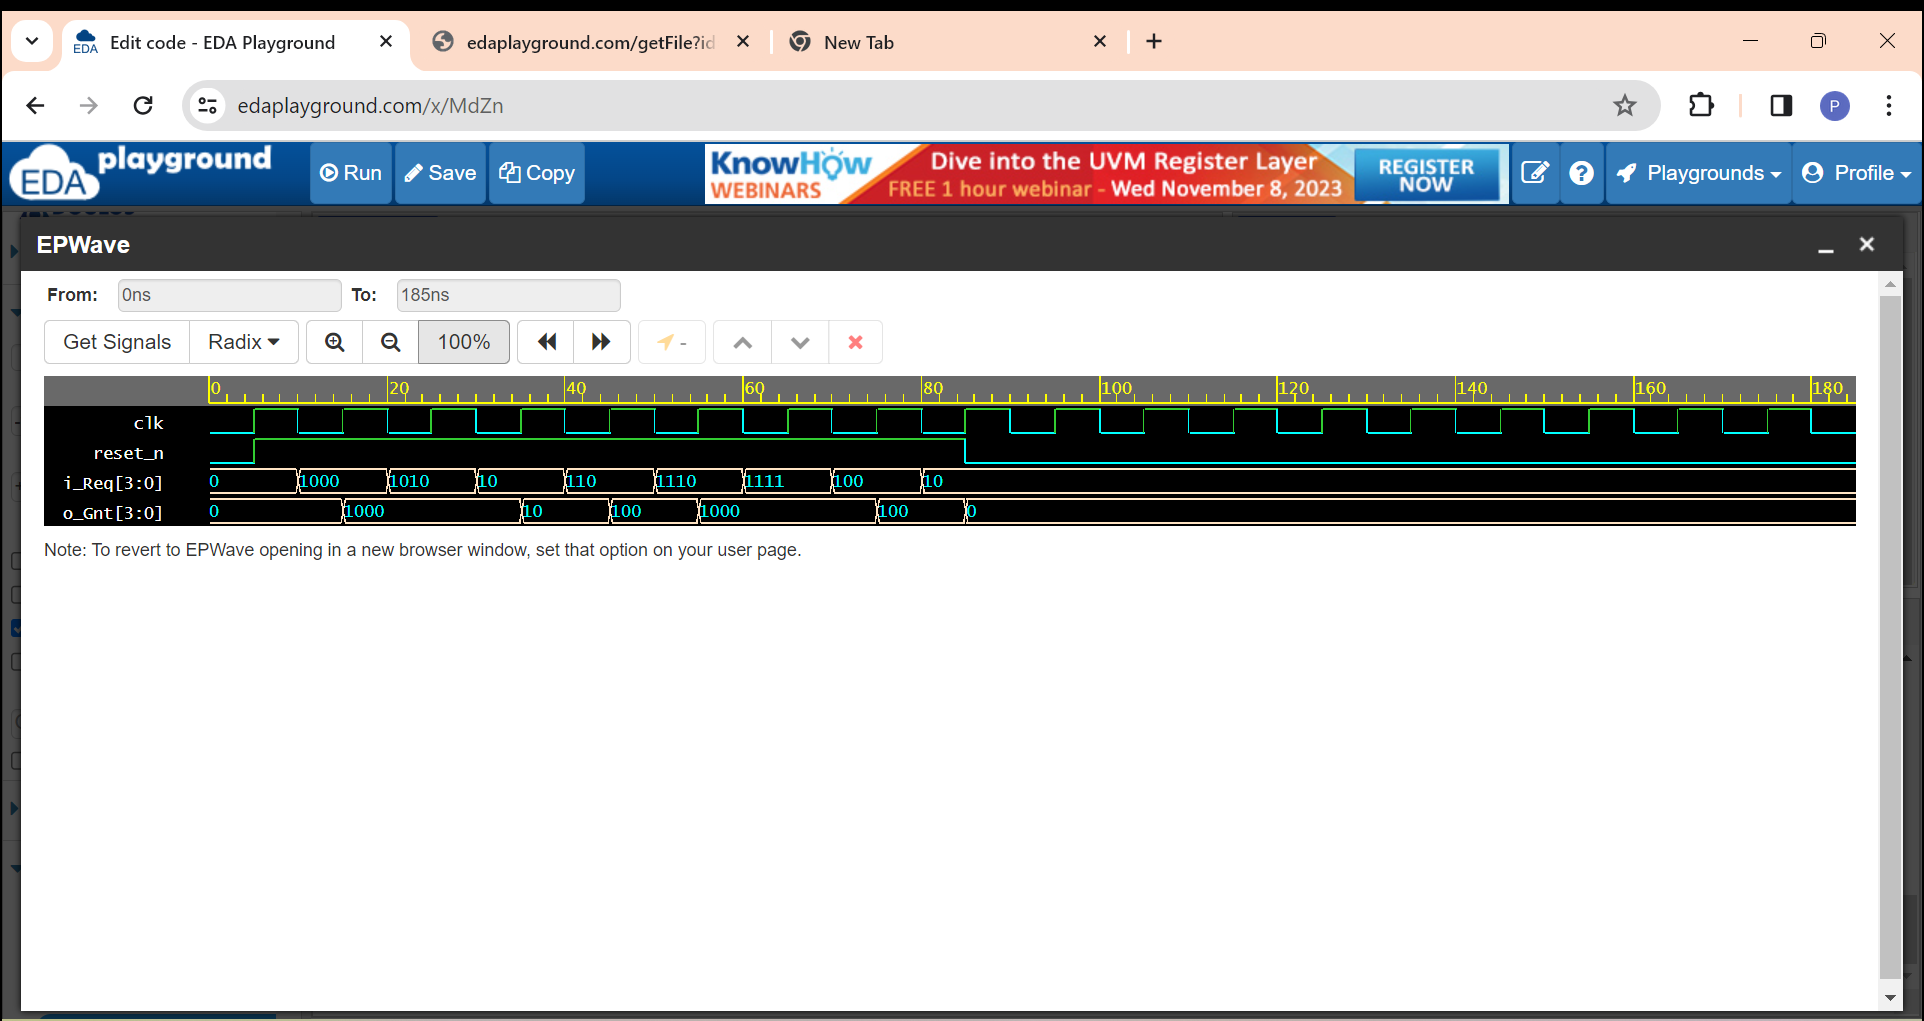 Edit code - EDA Playground
edaplayground.com/getFile?id
New Tab
edaplayground.com/x/MdZn
P
EDA playground
Run
Save
Copy
KnowHow WEBINARS
Dive into the UVM Register Layer
FREE 1 hour webinar - Wed November 8, 2023
REGISTER NOW
Playgrounds
Profile
EPWave
From: 0ns To: 185ns
Get Signals Radix 100% -
0 20 40 60 80 100 120 140 160 180
clk
reset_n
i_Req[3:0] 0 1000 1010 10 110 1110 1111 100 10
o_Gnt[3:0] 0 1000 10 100 1000 100 0
Note: To revert to EPWave opening in a new browser window, set that option on your user page.